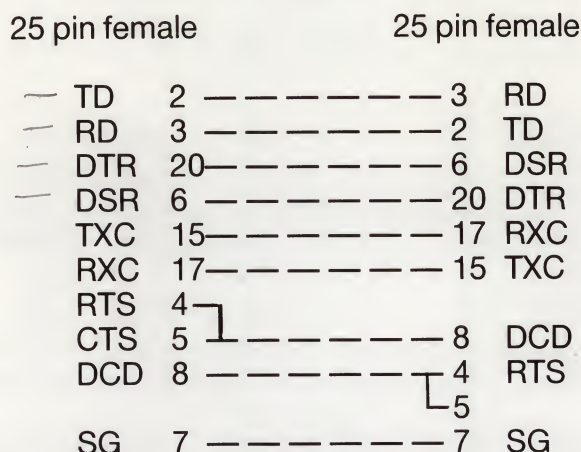 25 pin female 25 pin female
TD 2 3 RD
RD 3 2 TD
DTR 20 6 DSR
DSR 6 20 DTR
TXC 15 17 RXC
RXC 17 15 TXC
RTS 4
CTS 5 8 DCD
DCD 8 4 RTS
5
SG 7 7 SG